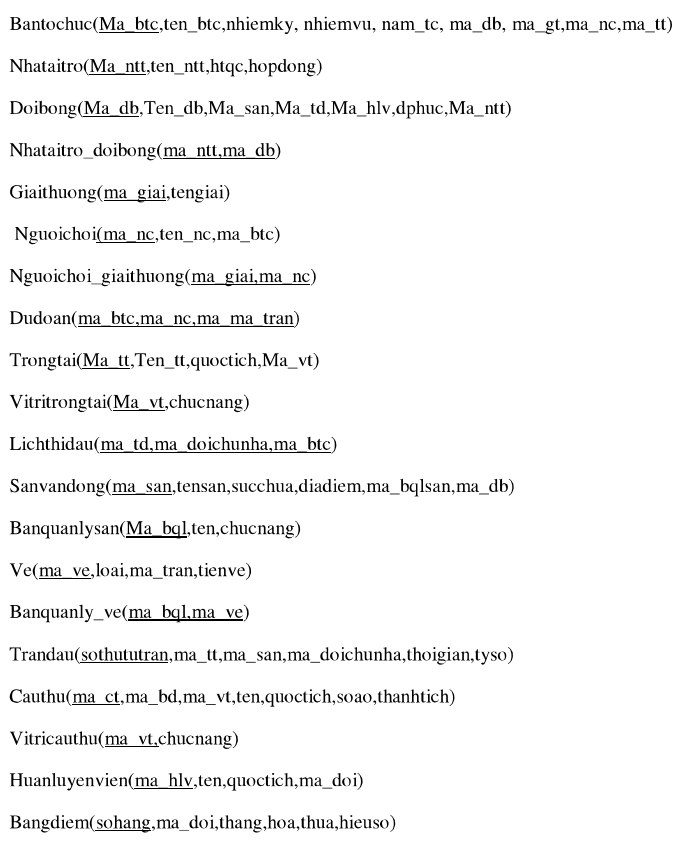 Bantochuc(Ma_btc,ten_btc,nhiemky, nhiemvu, nam_tc, ma_db, ma_gt,ma_nc,ma_tt)
Nhataitro(Ma_ntt,ten_ntt,htqc,hopdong)
Doibong(Ma_db,Ten_db,Ma_san,Ma_td,Ma_hlv,dphuc,Ma_ntt)
Nhataitro_doibong(ma_ntt,ma_db)
Giaithuong(ma_giai,tengiai)
Nguoichoi(ma_nc,ten_nc,ma_btc)
Nguoichoi_giaithuong(ma_giai,ma_nc)
Dudoan(ma_btc,ma_nc,ma_ma_tran)
Trongtai(Ma_tt,Ten_tt,quoctich,Ma_vt)
Vitritrongtai(Ma_vt,chucnang)
Lichthidau(ma_td,ma_doichunha,ma_btc)
Sanvandong(ma_san,tensan,succhua,diadiem,ma_bqlsan,ma_db)
Banquanlysan(Ma_bql,ten,chucnang)
Ve(ma_ve,loai,ma_tran,tienve)
Banquanly_ve(ma_bql,ma_ve)
Trandau(sothututran,ma_tt,ma_san,ma_doichunha,thoigian,tyso)
Cauthu(ma_ct,ma_bd,ma_vt,ten,quoctich,soao,thanhtich)
Vitricauthu(ma_vt,chucnang)
Huanluyenvien(ma_hlv,ten,quoctich,ma_doi)
Bangdiem(sohang,ma_doi,thang,hoa,thua,hieuso)